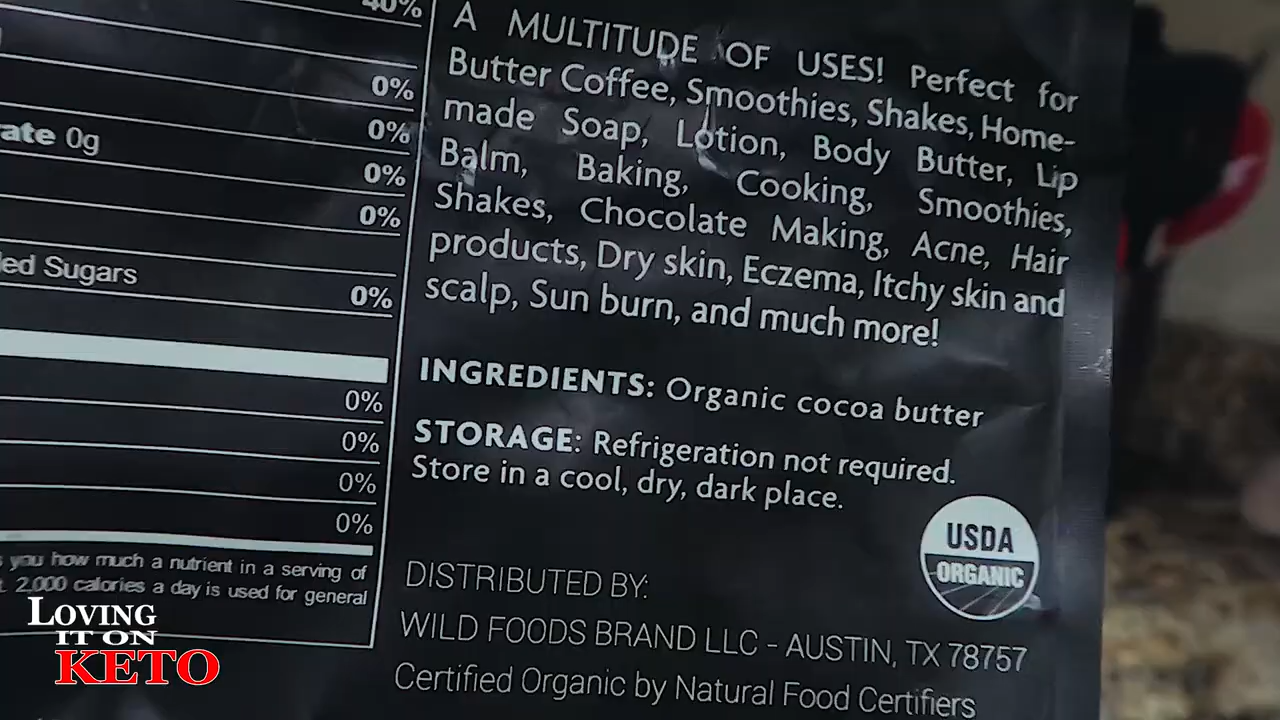 40%
0%
0%
rate 0g
0%
0%
ded Sugars
0%
0%
0%
0%
0%
you how much a nutrient in a serving of
2,000 calories a day is used for general
A MULTITUDE OF USES! Perfect for
Butter Coffee, Smoothies, Shakes, Home-
made Soap, Lotion, Body Butter, Lip
Balm, Baking, Cooking, Smoothies,
Shakes, Chocolate Making, Acne, Hair
products, Dry skin, Eczema, Itchy skin and
scalp, Sun burn, and much more!
INGREDIENTS: Organic cocoa butter
STORAGE: Refrigeration not required.
Store in a cool, dry, dark place.
USDA
ORGANIC
DISTRIBUTED BY:
WILD FOODS BRAND LLC - AUSTIN, TX 78757
Certified Organic by Natural Food Certifiers
LOVING
IT ON
KETO